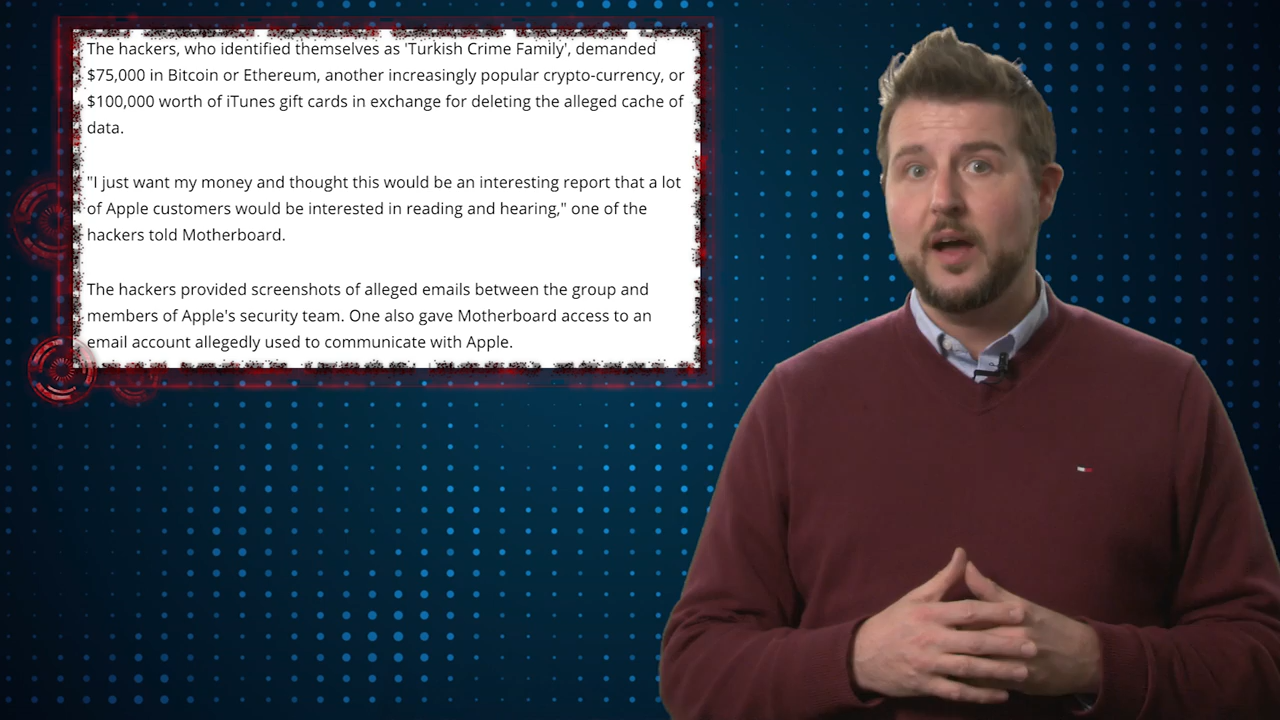 The hackers, who identified themselves as 'Turkish Crime Family', demanded
$75,000 in Bitcoin or Ethereum, another increasingly popular crypto-currency, or
$100,000 worth of iTunes gift cards in exchange for deleting the alleged cache of
data.
"I just want my money and thought this would be an interesting report that a lot
of Apple customers would be interested in reading and hearing," one of the
hackers told Motherboard.
The hackers provided screenshots of alleged emails between the group and
members of Apple's security team. One also gave Motherboard access to an
email account allegedly used to communicate with Apple.